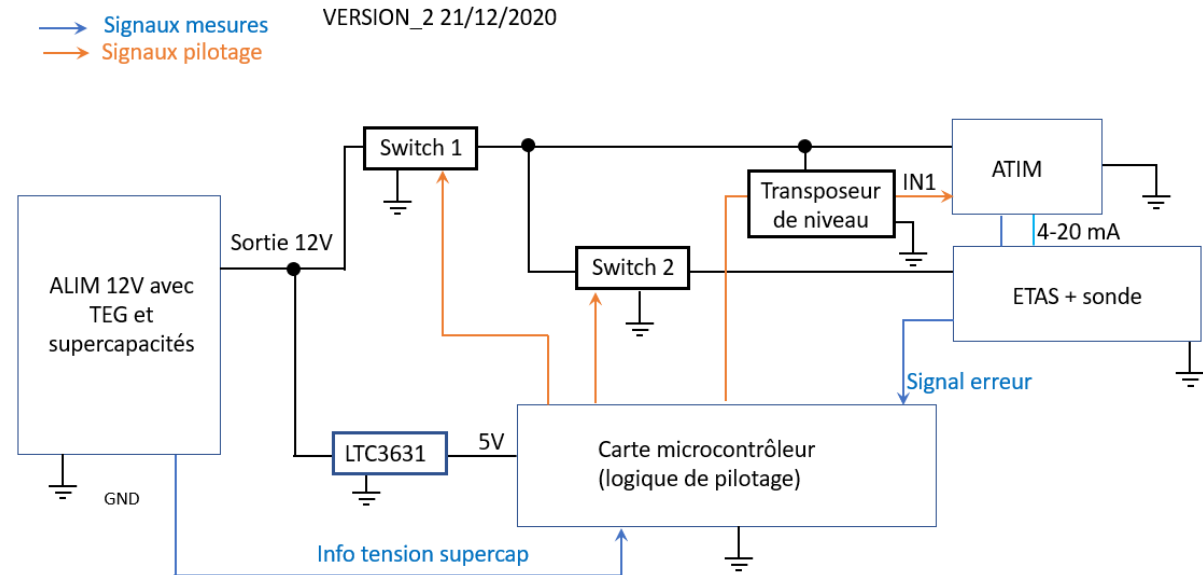 VERSION_2 21/12/2020
Signaux mesures
Signaux pilotage
Switch 1
ATIM
Transposeur
de niveau
IN1
Sortie 12V
4-20 mA
Switch 2
ALIM 12V avec
TEG et
supercapacités
ETAS + sonde
Signal erreur
LTC3631
5V
Carte microcontrôleur
(logique de pilotage)
GND
Info tension supercap